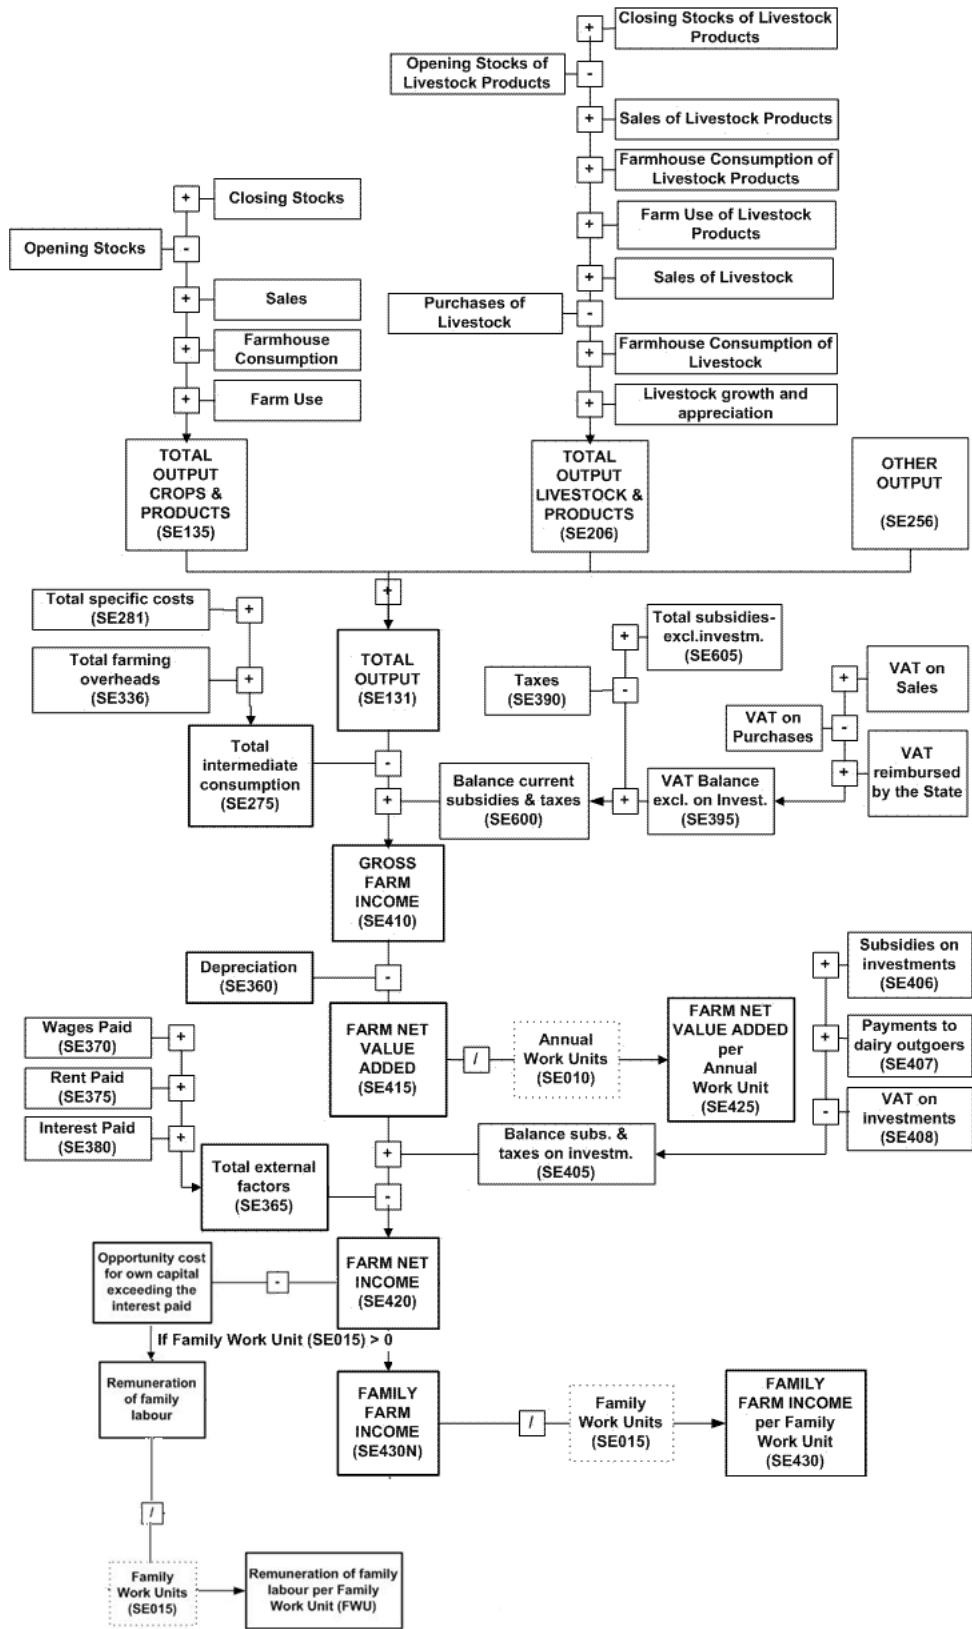 +
Closing Stocks of Livestock
Products
Opening Stocks of
Livestock Products
-
+
Sales of Livestock Products
+
Farmhouse Consumption of
Livestock Products
+
Closing Stocks
+
Farm Use of Livestock
Products
Opening Stocks
-
+
Sales of Livestock
+
Sales
Purchases of
Livestock
-
+
Farmhouse
Consumption
+
Farmhouse Consumption of
Livestock
+
Farm Use
+
Livestock growth and
appreciation
TOTAL
OUTPUT
CROPS &
PRODUCTS
(SE135)
TOTAL
OUTPUT
LIVESTOCK &
PRODUCTS
(SE206)
OTHER
OUTPUT
(SE256)
+
Total specific costs
(SE281)
+
Total farming
overheads
(SE336)
+
TOTAL
OUTPUT
(SE131)
+
Total subsidies-
excl.investm.
(SE605)
Taxes
(SE390)
-
+
VAT on
Sales
VAT on
Purchases
-
+
VAT
reimbursed
by the State
Total
intermediate
consumption
(SE275)
-
+
Balance current
subsidies & taxes
(SE600)
+
VAT Balance
excl. on Invest.
(SE395)
GROSS
FARM
INCOME
(SE410)
Depreciation
(SE360)
-
+
Subsidies on
investments
(SE406)
+
Payments to
dairy outgoers
(SE407)
-
VAT on
investments
(SE408)
Wages Paid
(SE370)
+
Rent Paid
(SE375)
+
Interest Paid
(SE380)
+
FARM NET
VALUE
ADDED
(SE415)
/
Annual
Work Units
(SE010)
FARM NET
VALUE ADDED
per
Annual
Work Unit
(SE425)
+
Balance subs. &
taxes on investm.
(SE405)
Total external
factors
(SE365)
-
Opportunity cost
for own capital
exceeding the
interest paid
-
FARM NET
INCOME
(SE420)
If Family Work Unit (SE015) > 0
Remuneration
of family
labour
FAMILY
FARM
INCOME
(SE430N)
/
Family
Work Units
(SE015)
FAMILY
FARM INCOME
per Family
Work Unit
(SE430)
/
Family
Work Units
(SE015)
Remuneration of family
labour per Family
Work Unit (FWU)